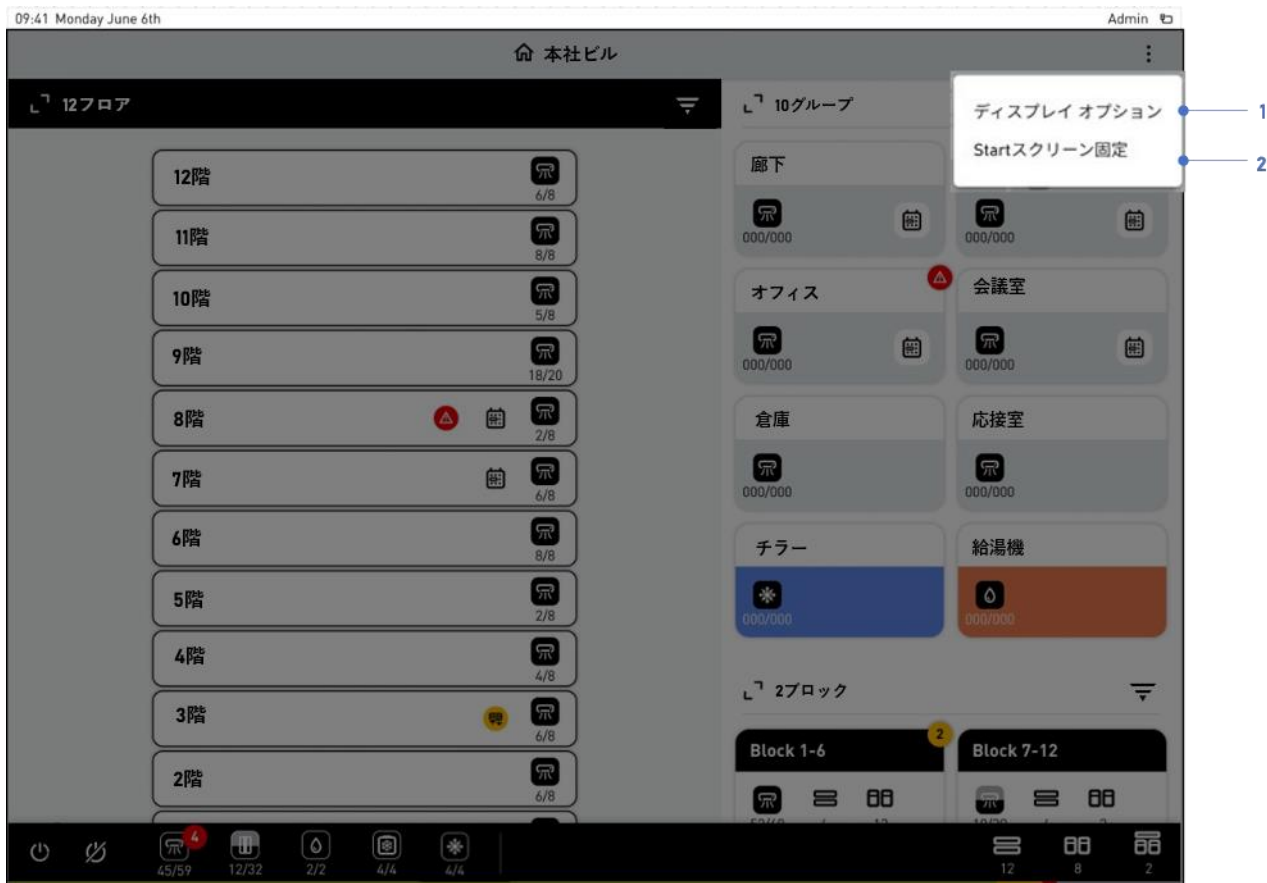 09:41 Monday June 6th
Admin
本社ビル
12フロア
12階
6/8
11階
8/8
10階
5/8
9階
18/20
8階
2/8
7階
6/8
6階
8/8
5階
2/8
4階
4/8
3階
6/8
2階
6/8
10グループ
ディスプレイ オプション
1
Startスクリーン固定
2
廊下
000/000
000/000
オフィス
000/000
会議室
000/000
倉庫
000/000
応接室
000/000
チラー
000/000
給湯機
000/000
2ブロック
Block 1-6
2
Block 7-12
4
45/59
12/32
2/2
4/4
4/4
12
8
2